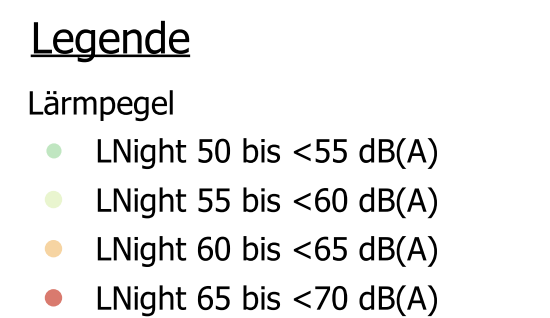 Legende
Lärmpegel
LNight 50 bis <55 dB(A)
LNight 55 bis <60 dB(A)
LNight 60 bis <65 dB(A)
LNight 65 bis <70 dB(A)